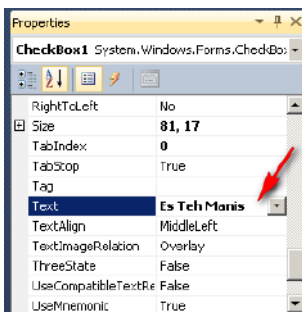 Properties
CheckBox1 System.Windows.Forms.CheckBo
RightToLeft No
Size 81, 17
TabIndex 0
TabStop True
Tag
Text Es Teh Manis
TextAlign MiddleLeft
TextImageRelation Overlay
ThreeState False
UseCompatibleTextRe False
UseMnemonic True